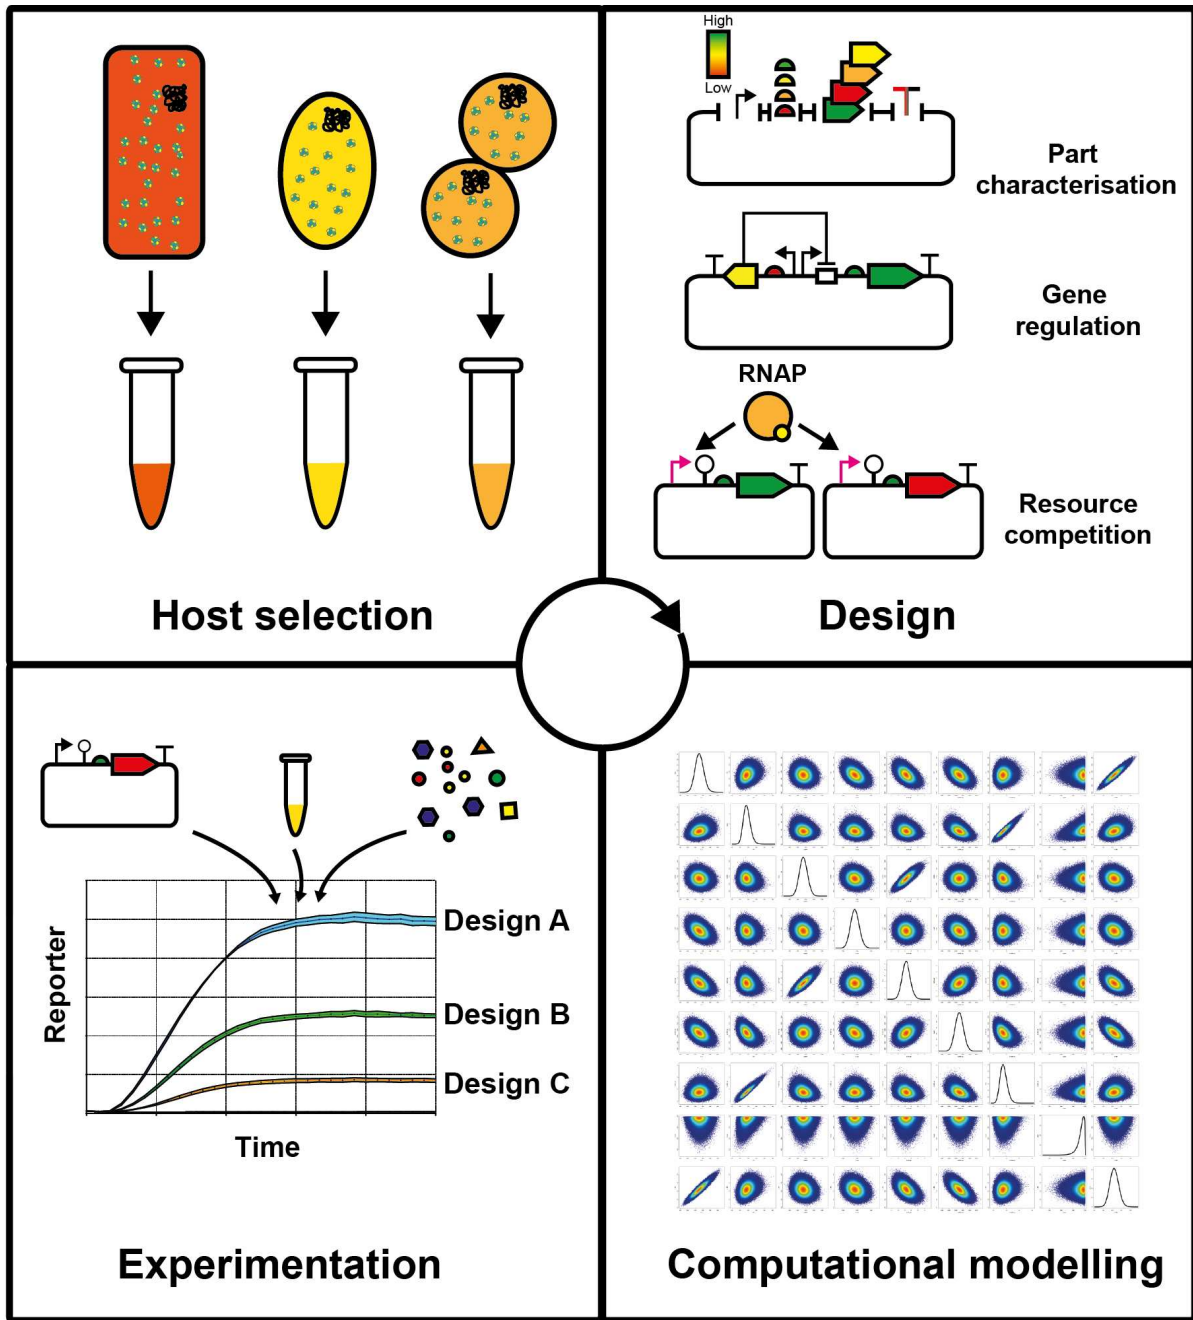 High
Low
Part
characterisation
Gene
regulation
RNAP
Resource
competition
Host selection
Design
Reporter
Design A
Design B
Design C
Time
Experimentation
Computational modelling